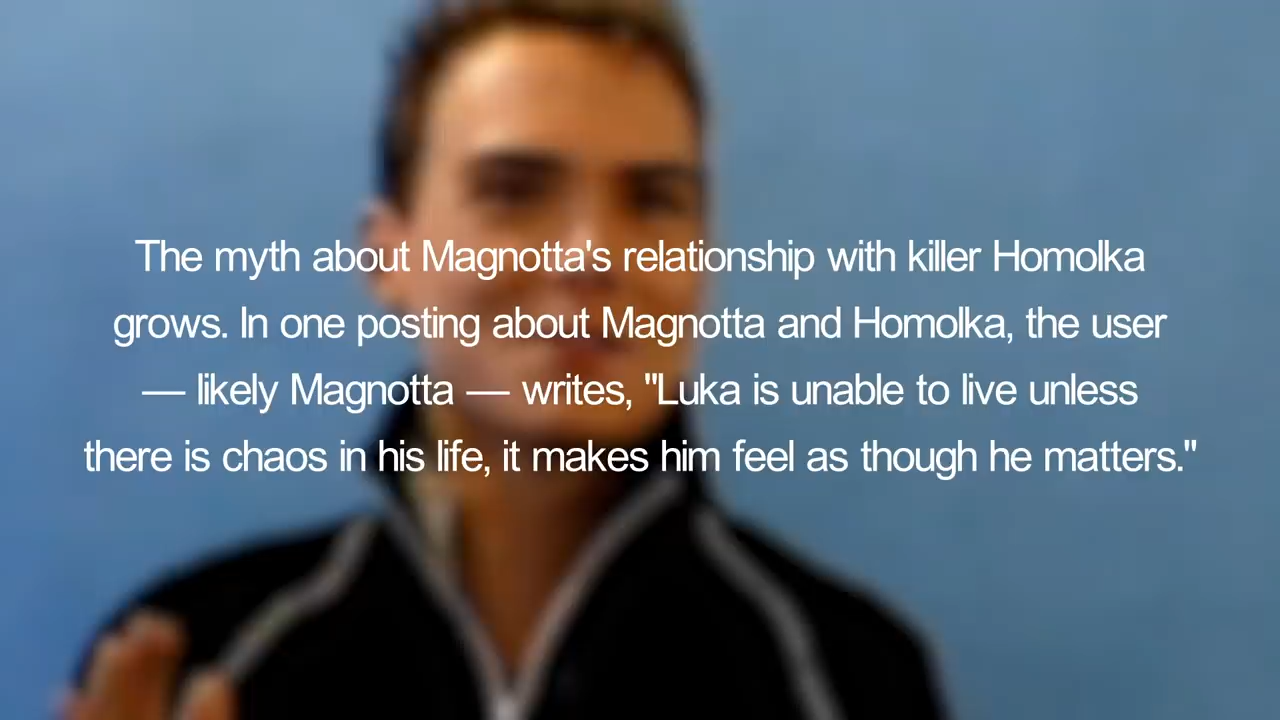 The myth about Magnotta's relationship with killer Homolka
grows. In one posting about Magnotta and Homolka, the user
— likely Magnotta — writes, "Luka is unable to live unless
there is chaos in his life, it makes him feel as though he matters."